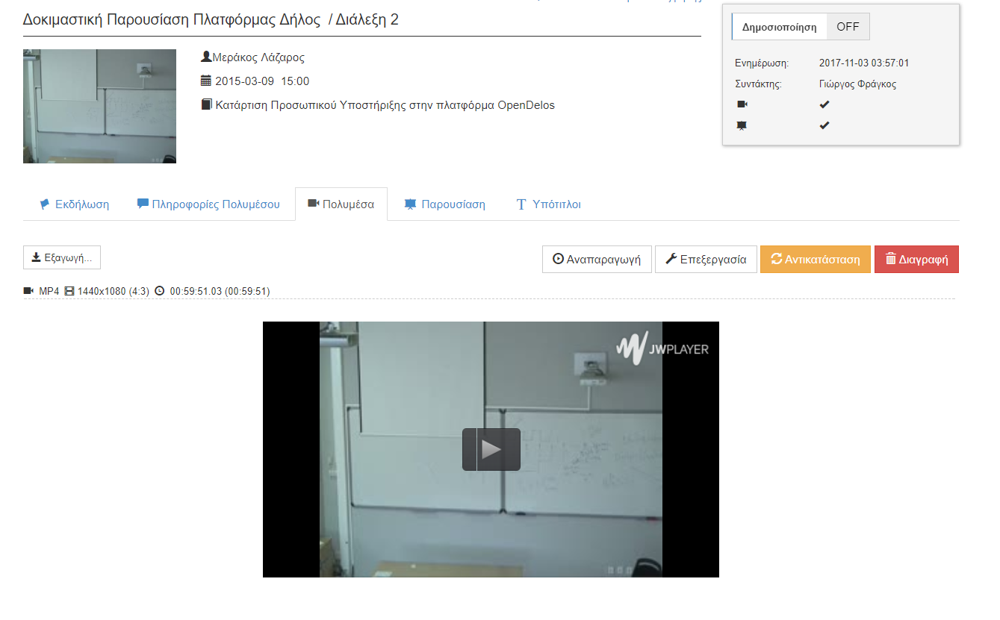 Δοκιμαστική Παρουσίαση Πλατφόρμας Δήλος / Διάλεξη 2
Μεράκος Λάζαρος
2015-03-09 15:00
Κατάρτιση Προσωπικού Υποστήριξης στην πλατφόρμα OpenDelos
Δημοσιοποίηση OFF
Ενημέρωση: 2017-11-03 03:57:01
Συντάκτης: Γιώργος Φράγκος
Εκδήλωση Πληροφορίες Πολυμέσου Πολυμέσα Παρουσίαση Υπότιτλοι
Εξαγωγή... Αναπαραγωγή Επεξεργασία Αντικατάσταση Διαγραφή
MP4 1440x1080 (4:3) 00:59:51.03 (00:59:51)
JWPLAYER